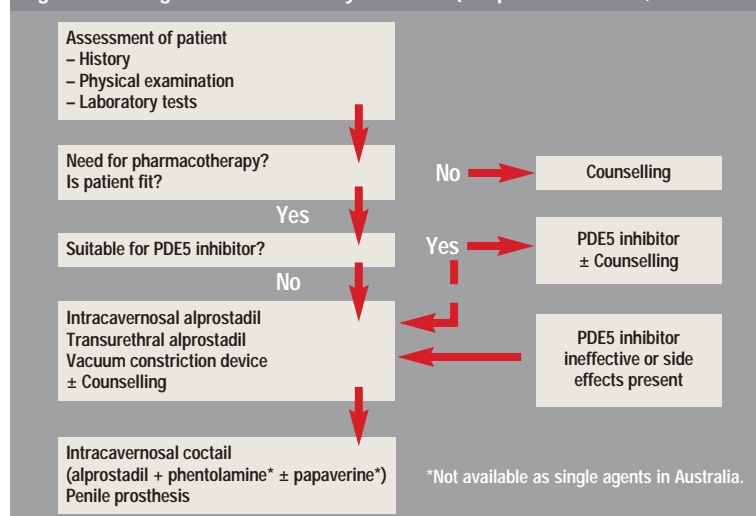 Assessment of patient
– History
– Physical examination
– Laboratory tests
Need for pharmacotherapy?
Is patient fit?
No
Counselling
Yes
Suitable for PDE5 inhibitor?
Yes
PDE5 inhibitor
± Counselling
No
Intracavernosal alprostadil
Transurethral alprostadil
Vacuum constriction device
± Counselling
PDE5 inhibitor
ineffective or side
effects present
Intracavernosal coctail
(alprostadil + phentolamine* ± papaverine*)
Penile prosthesis
*Not available as single agents in Australia.